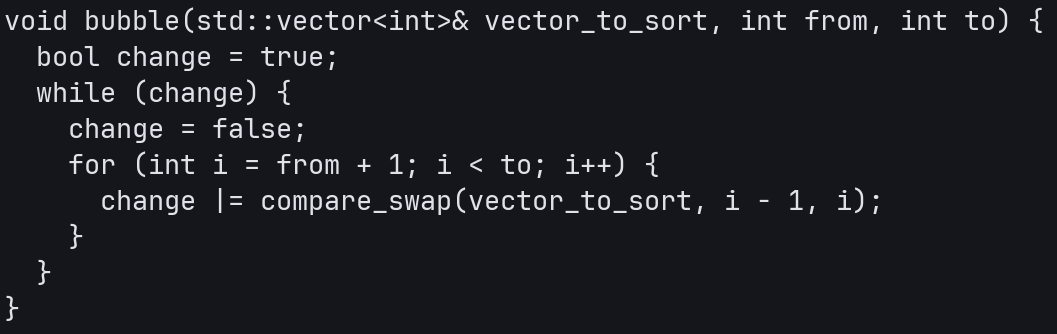 void bubble(std::vector<int>& vector_to_sort, int from, int to) {
  bool change = true;
  while (change) {
    change = false;
    for (int i = from + 1; i < to; i++) {
      change |= compare_swap(vector_to_sort, i - 1, i);
    }
  }
}